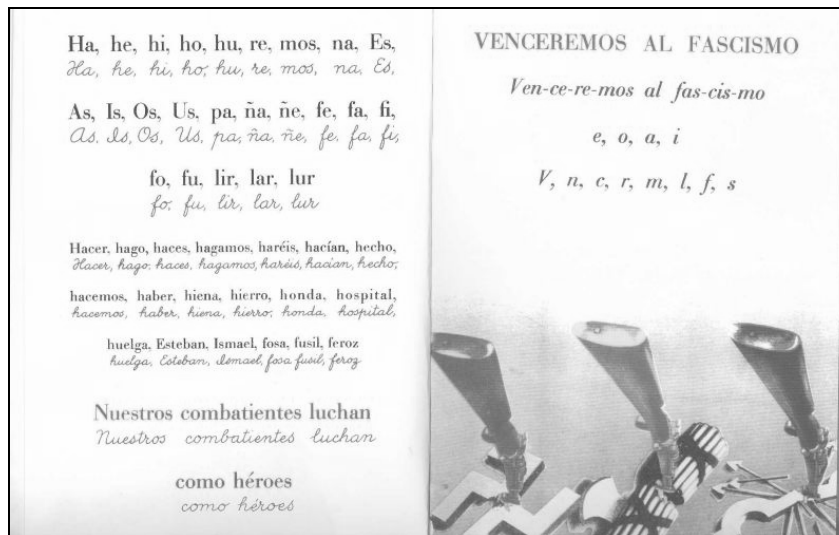 Ha, he, hi, ho, hu, re, mos, na, Es,
Ha, he, hi, ho, hu, re, mos, na, Es,
As, Is, Os, Us, pa, ña, ñe, fe, fa, fi,
As, Is, Os, Us, pa, ña, ñe, fe, fa, fi,
fo, fu, lir, lar, lur
fo, fu, lir, lar, lur
Hacer, hago, haces, hagamos, haréis, hacían, hecho,
Hacer, hago, haces, hagamos, haréis, hacían, hecho,
hacemos, haber, hiena, hierro, honda, hospital,
hacemos, haber, hiena, hierro, honda, hospital,
huelga, Esteban, Ismael, fosa, fusil, feroz
huelga, Esteban, Ismael, fosa fusil, feroz
Nuestros combatientes luchan
Nuestros combatientes luchan
como héroes
como héroes
VENCEREMOS AL FASCISMO
Ven-ce-re-mos al fas-cis-mo
e, o, a, i
V, n, c, r, m, l, f, s